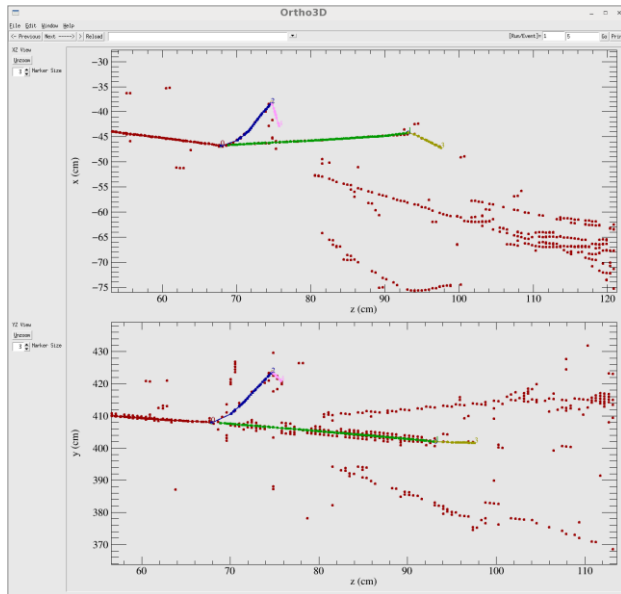 Ortho3D
File Edit Window Help
<- Previous Next ----> Reload [Run/Event]= 1 5 Go Prin
XZ View
Unzoom
1 Marker Size
x (cm)
-30
-35
-40
-45
-50
-55
-60
-65
-70
-75
60 70 80 90 100 110 120
z (cm)
YZ View
Unzoom
1 Marker Size
y (cm)
430
420
410
400
390
380
370
60 70 80 90 100 110
z (cm)